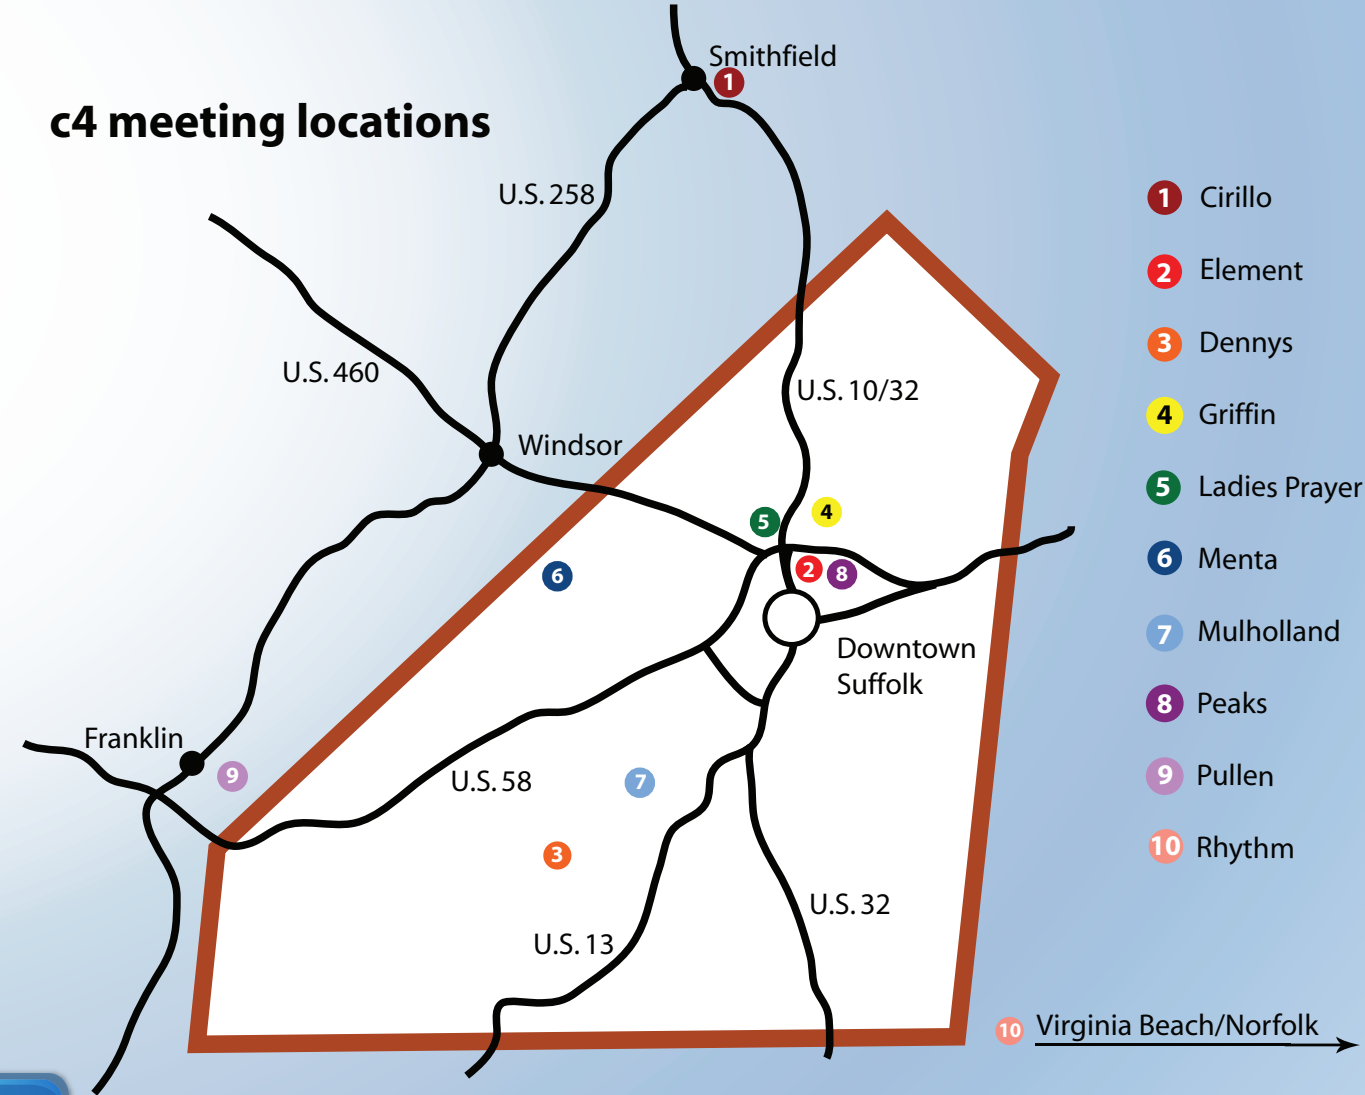 Smithfield
1
c4 meeting locations
U.S. 258
1 Cirillo
2 Element
3 Dennys
U.S. 460
U.S. 10/32
4 Griffin
Windsor
5 Ladies Prayer
5
4
6 Menta
6
2
8
7 Mulholland
Downtown
Suffolk
8 Peaks
Franklin
9
9 Pullen
U.S. 58
7
10 Rhythm
3
U.S. 32
U.S. 13
10 Virginia Beach/Norfolk